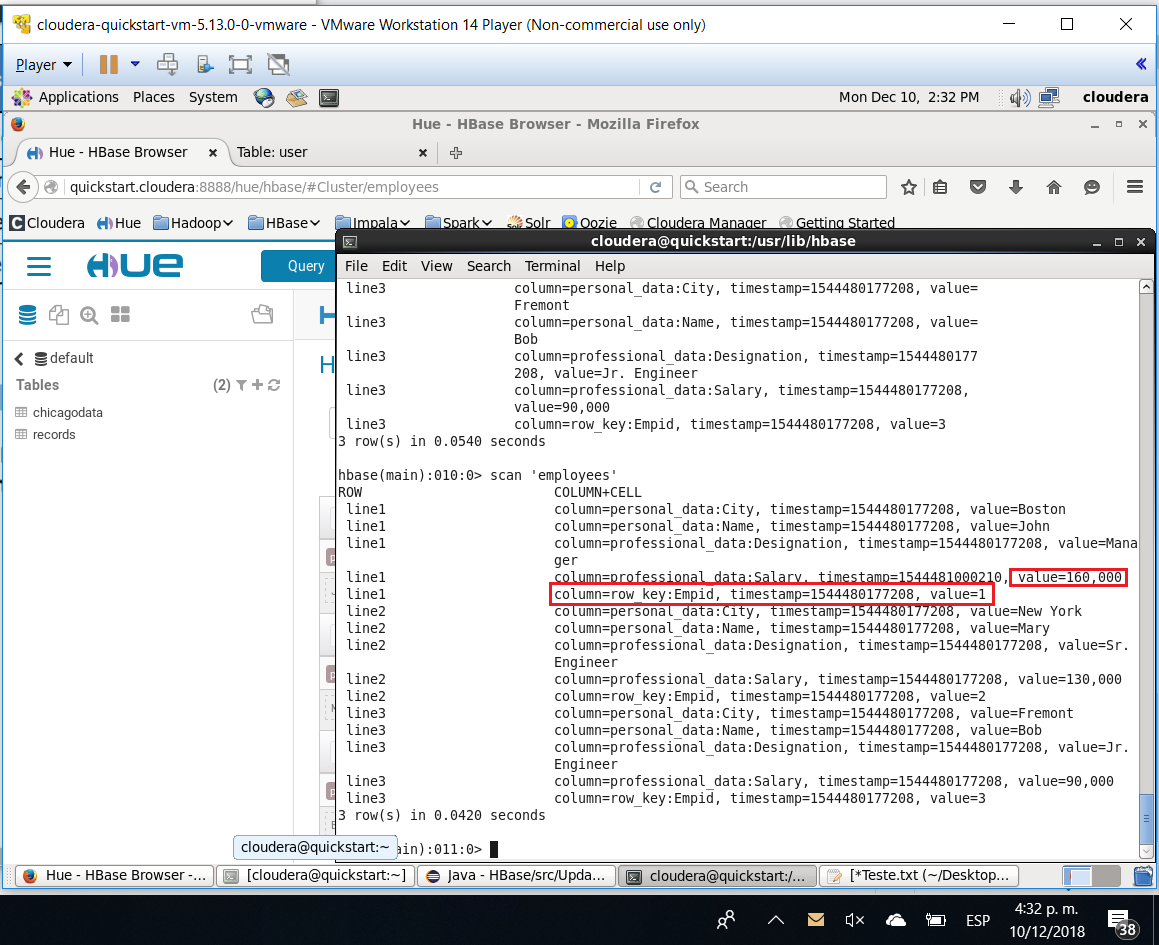 cloudera-quickstart-vm-5.13.0-0-vmware - VMware Workstation 14 Player (Non-commercial use only)
Player
Applications Places System Mon Dec 10, 2:32 PM cloudera
Hue - HBase Browser - Mozilla Firefox
Hue - HBase Browser Table: user
quickstart.cloudera:8888/hue/hbase/#Cluster/employees Search
Cloudera Hue Hadoop HBase Impala Spark Solr Oozie Cloudera Manager Getting Started
cloudera@quickstart:/usr/lib/hbase
HUE Query
File Edit View Search Terminal Help
default
Tables (2)
chicagodata
records
line3 column=personal_data:City, timestamp=1544480177208, value=
Fremont
line3 column=personal_data:Name, timestamp=1544480177208, value=
Bob
line3 column=professional_data:Designation, timestamp=1544480177
208, value=Jr. Engineer
line3 column=professional_data:Salary, timestamp=1544480177208,
value=90,000
line3 column=row_key:Empid, timestamp=1544480177208, value=3
3 row(s) in 0.0540 seconds
hbase(main):010:0> scan 'employees'
ROW COLUMN+CELL
line1 column=personal_data:City, timestamp=1544480177208, value=Boston
line1 column=personal_data:Name, timestamp=1544480177208, value=John
line1 column=professional_data:Designation, timestamp=1544480177208, value=Mana
ger
line1 column=professional_data:Salary, timestamp=1544481000210, value=160,000
line1 column=row_key:Empid, timestamp=1544480177208, value=1
line2 column=personal_data:City, timestamp=1544480177208, value=New York
line2 column=personal_data:Name, timestamp=1544480177208, value=Mary
line2 column=professional_data:Designation, timestamp=1544480177208, value=Sr.
Engineer
line2 column=professional_data:Salary, timestamp=1544480177208, value=130,000
line2 column=row_key:Empid, timestamp=1544480177208, value=2
line3 column=personal_data:City, timestamp=1544480177208, value=Fremont
line3 column=personal_data:Name, timestamp=1544480177208, value=Bob
line3 column=professional_data:Designation, timestamp=1544480177208, value=Jr.
Engineer
line3 column=professional_data:Salary, timestamp=1544480177208, value=90,000
line3 column=row_key:Empid, timestamp=1544480177208, value=3
3 row(s) in 0.0420 seconds
cloudera@quickstart:~
ain):011:0>
Hue - HBase Browser -... [cloudera@quickstart:~] Java - HBase/src/Upda... cloudera@quickstart:/... [*Teste.txt (~/Desktop...
ESP
4:32 p. m.
10/12/2018
38